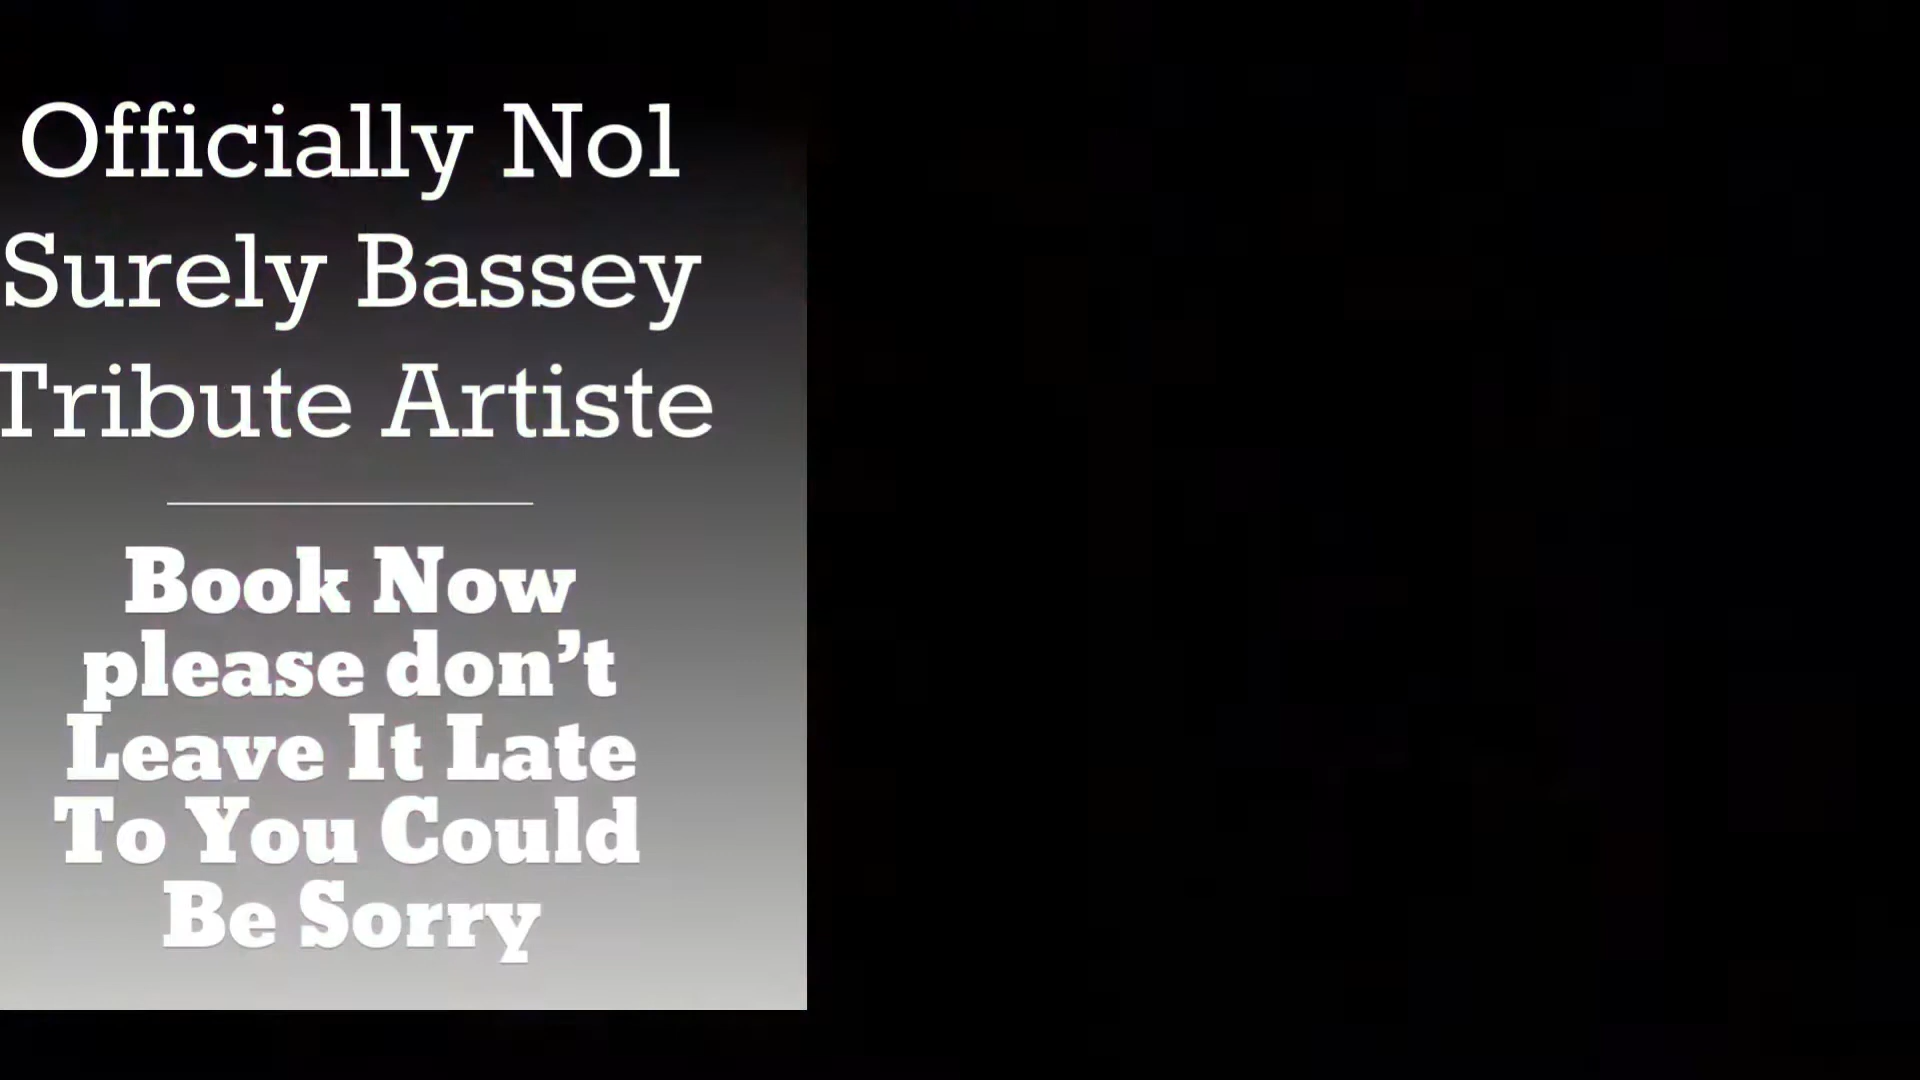 Officially No1
Surely Bassey
Tribute Artiste
Book Now
please don’t
Leave It Late
To You Could
Be Sorry